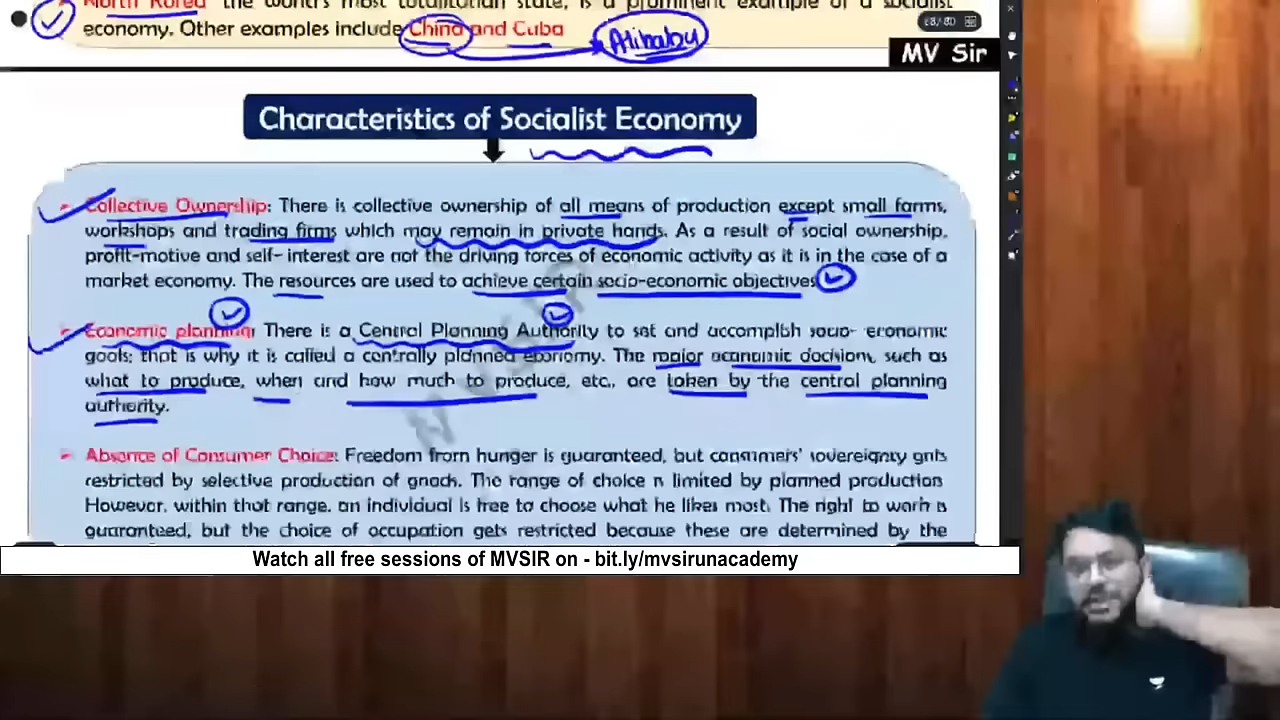 North Korea the world's most totalitarian state, is a prominent example of a socialist
economy. Other examples include China and Cuba
Alibaba
68/80
MV Sir
Characteristics of Socialist Economy
Collective Ownership: There is collective ownership of all means of production except small farms,
workshops and trading firms which may remain in private hands. As a result of social ownership,
profit-motive and self- interest are not the driving forces of economic activity as it is in the case of a
market economy. The resources are used to achieve certain socio-economic objectives
Economic planning: There is a Central Planning Authority to set and accomplish socio- economic
goals; that is why it is called a centrally planned economy. The major economic decisions, such as
what to produce, when and how much to produce, etc., are taken by the central planning
authority.
Absence of Consumer Choice: Freedom from hunger is guaranteed, but consumers' sovereignty gets
restricted by selective production of goods. The range of choice is limited by planned production
However, within that range, an individual is free to choose what he likes most. The right to work is
guaranteed, but the choice of occupation gets restricted because these are determined by the
Watch all free sessions of MVSIR on - bit.ly/mvsirunacademy